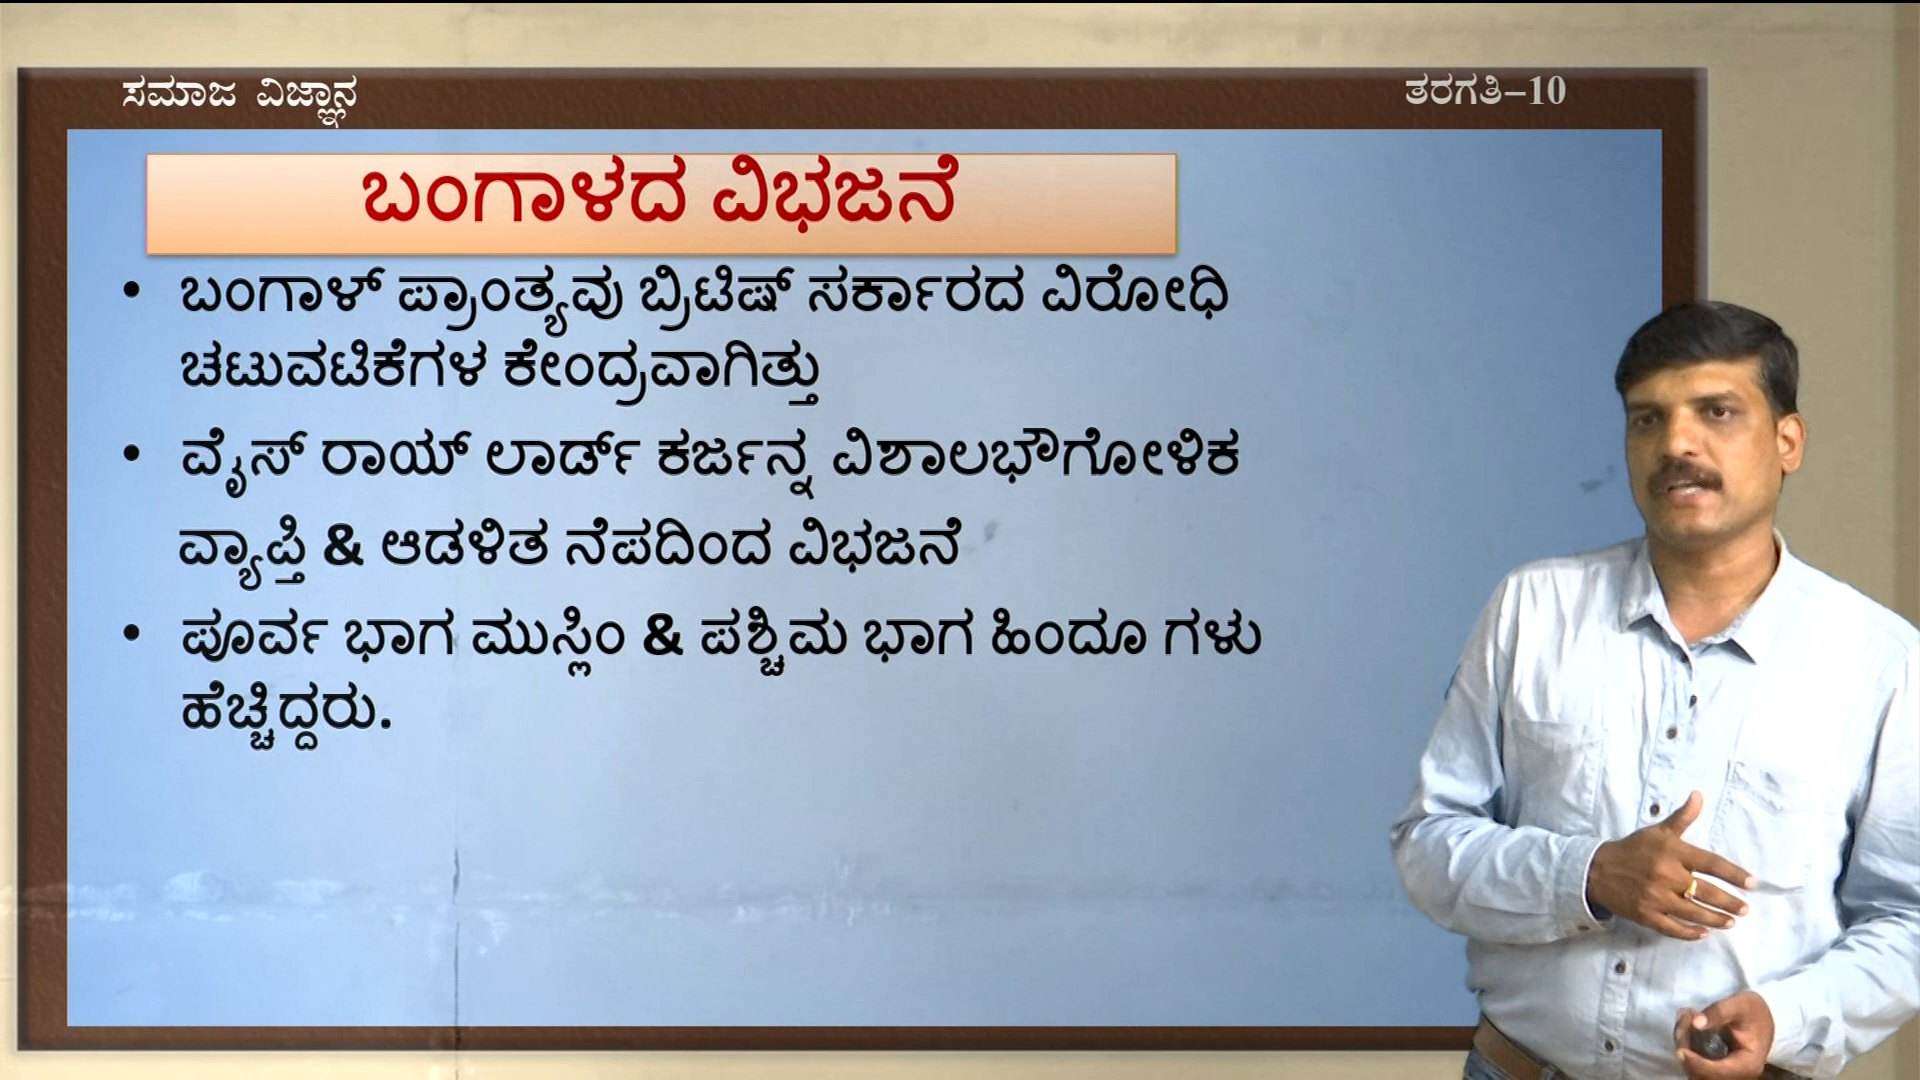 ಸಮಾಜ ವಿಜ್ಞಾನ
ತರಗತಿ–10
ಬಂಗಾಳದ ವಿಭಜನೆ
• ಬಂಗಾಳ್ ಪ್ರಾಂತ್ಯವು ಬ್ರಿಟಿಷ್ ಸರ್ಕಾರದ ವಿರೋಧಿ
ಚಟುವಟಿಕೆಗಳ ಕೇಂದ್ರವಾಗಿತ್ತು
• ವೈಸ್ ರಾಯ್ ಲಾರ್ಡ್ ಕರ್ಜನ್ನ ವಿಶಾಲಭೌಗೋಳಿಕ
ವ್ಯಾಪ್ತಿ & ಆಡಳಿತ ನೆಪದಿಂದ ವಿಭಜನೆ
• ಪೂರ್ವ ಭಾಗ ಮುಸ್ಲಿಂ & ಪಶ್ಚಿಮ ಭಾಗ ಹಿಂದೂ ಗಳು
ಹೆಚ್ಚಿದ್ದರು.